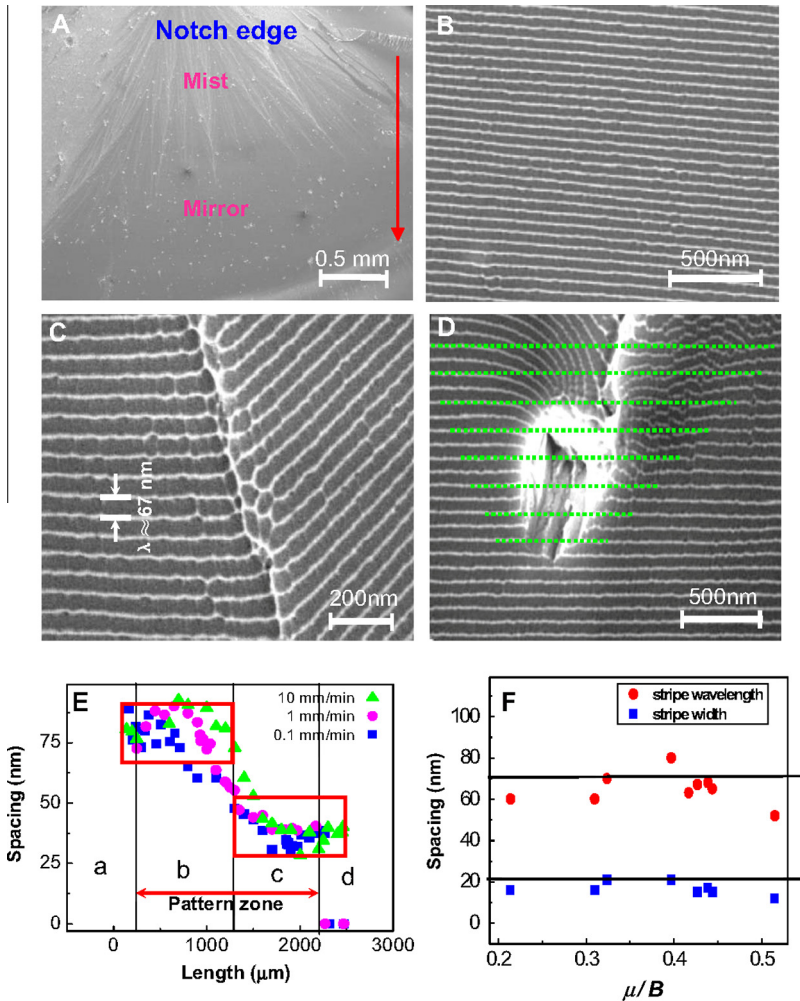 A
Notch edge
Mist
Mirror
0.5 mm
B
500nm
C
λ ≈ 67 nm
200nm
D
500nm
E
10 mm/min
1 mm/min
0.1 mm/min
75
50
25
0
Spacing (nm)
a
b
c
d
Pattern zone
0
1000
2000
3000
Length (μm)
F
stripe wavelength
stripe width
100
80
60
40
20
0
Spacing (nm)
0.2
0.3
0.4
0.5
μ/B